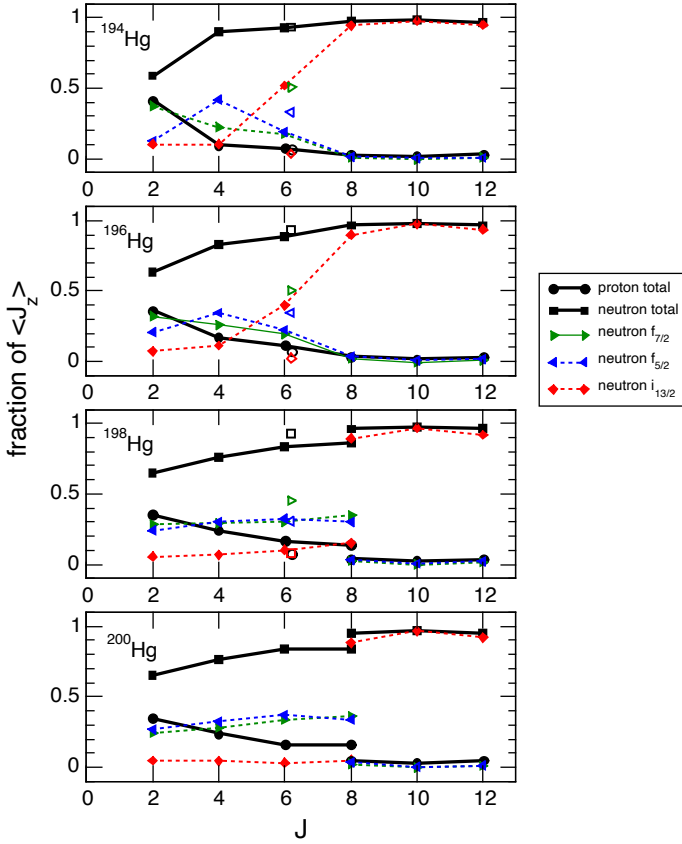 1
0.5
0
194Hg
0 2 4 6 8 10 12
1
0.5
0
196Hg
0 2 4 6 8 10 12
1
0.5
0
198Hg
0 2 4 6 8 10 12
1
0.5
0
200Hg
0 2 4 6 8 10 12
J
fraction of <Jz>
proton total
neutron total
neutron f7/2
neutron f5/2
neutron i13/2